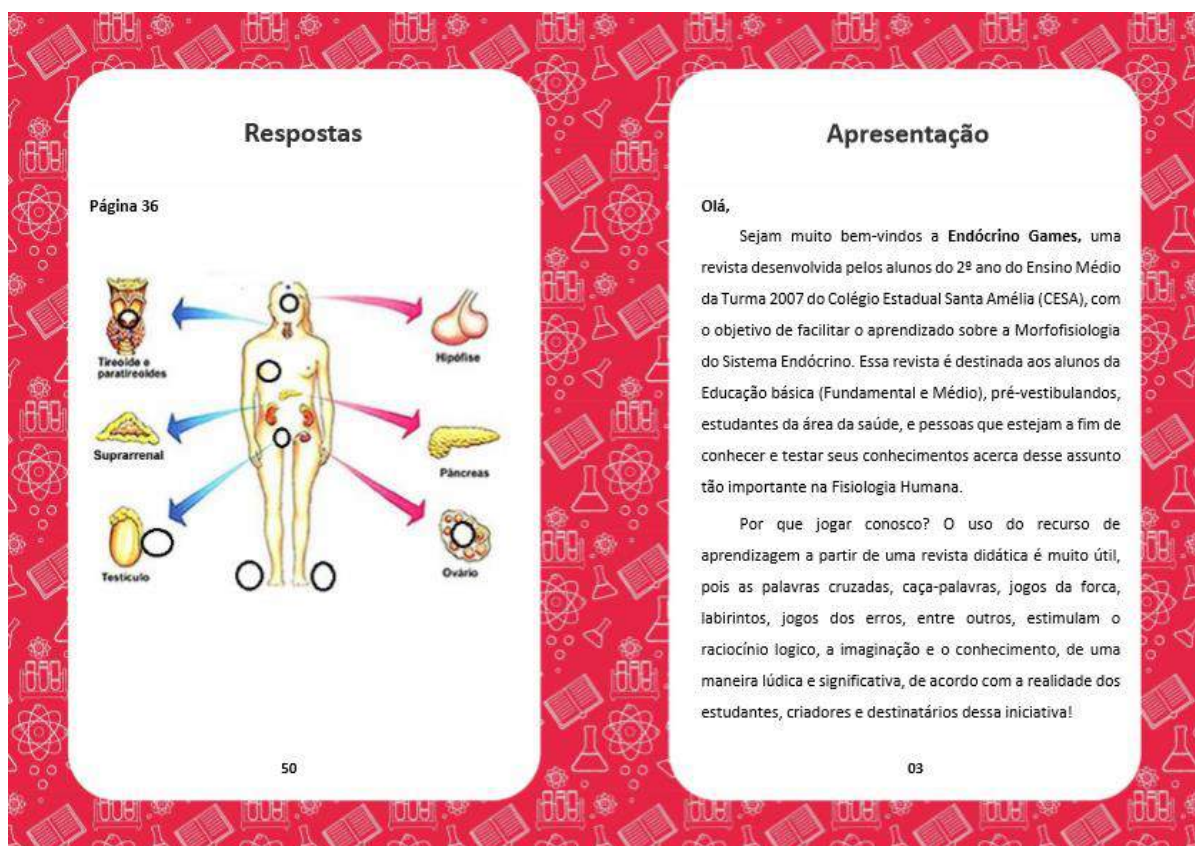 Respostas
Página 36
Tireoide e
paratireoides
Hipófise
Suprarrenal
Pâncreas
Testículo
Ovário
50
Apresentação
Olá,
Sejam muito bem-vindos a Endócrino Games, uma
revista desenvolvida pelos alunos do 2º ano do Ensino Médio
da Turma 2007 do Colégio Estadual Santa Amélia (CESA), com
o objetivo de facilitar o aprendizado sobre a Morfofisiologia
do Sistema Endócrino. Essa revista é destinada aos alunos da
Educação básica (Fundamental e Médio), pré-vestibulandos,
estudantes da área da saúde, e pessoas que estejam a fim de
conhecer e testar seus conhecimentos acerca desse assunto
tão importante na Fisiologia Humana.
Por que jogar conosco? O uso do recurso de
aprendizagem a partir de uma revista didática é muito útil,
pois as palavras cruzadas, caça-palavras, jogos da forca,
labirintos, jogos dos erros, entre outros, estimulam o
raciocínio logico, a imaginação e o conhecimento, de uma
maneira lúdica e significativa, de acordo com a realidade dos
estudantes, criadores e destinatários dessa iniciativa!
03